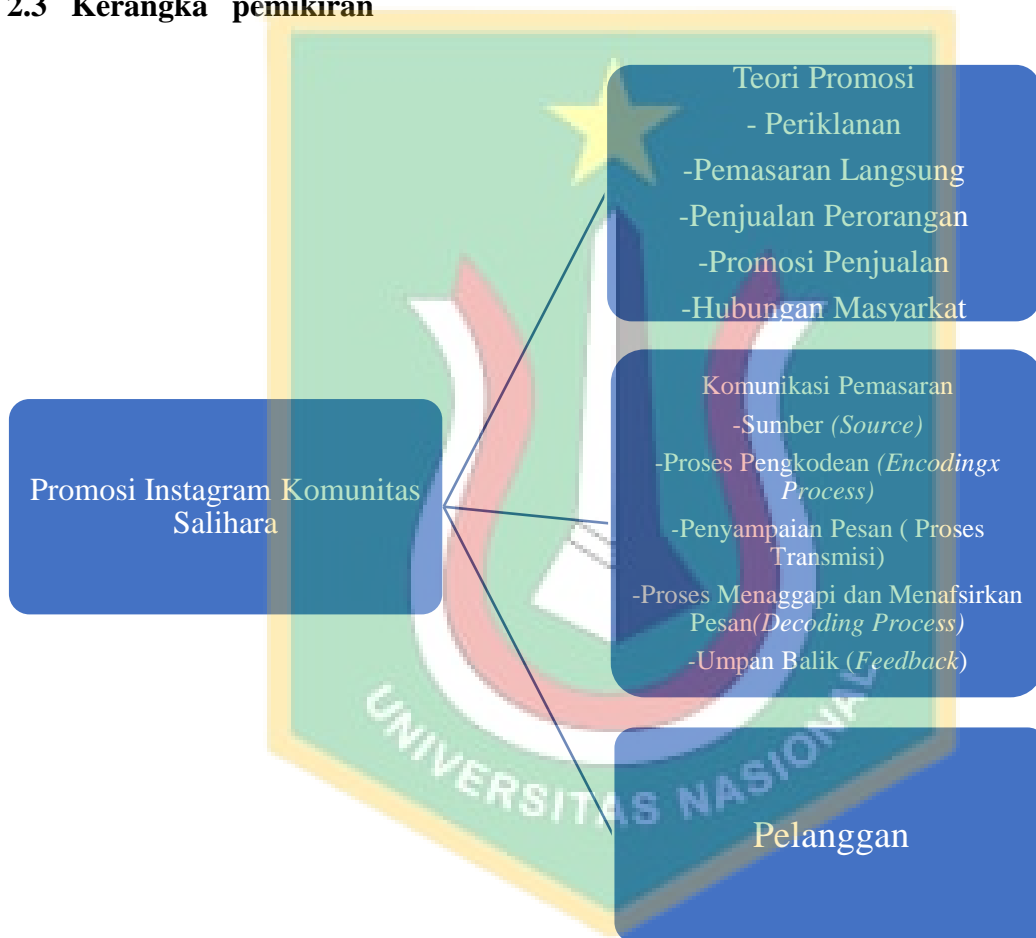 2.3 Kerangka pemikiran
Teori Promosi
- Periklanan
-Pemasaran Langsung
-Penjualan Perorangan
-Promosi Penjualan
-Hubungan Masyarkat
Promosi Instagram Komunitas
Salihara
Komunikasi Pemasaran
-Sumber (Source)
-Proses Pengkodean (Encodingx
Process)
-Penyampaian Pesan ( Proses
Transmisi)
-Proses Menaggapi dan Menafsirkan
Pesan(Decoding Process)
-Umpan Balik (Feedback)
Pelanggan
UNIVERSITAS NASIONAL